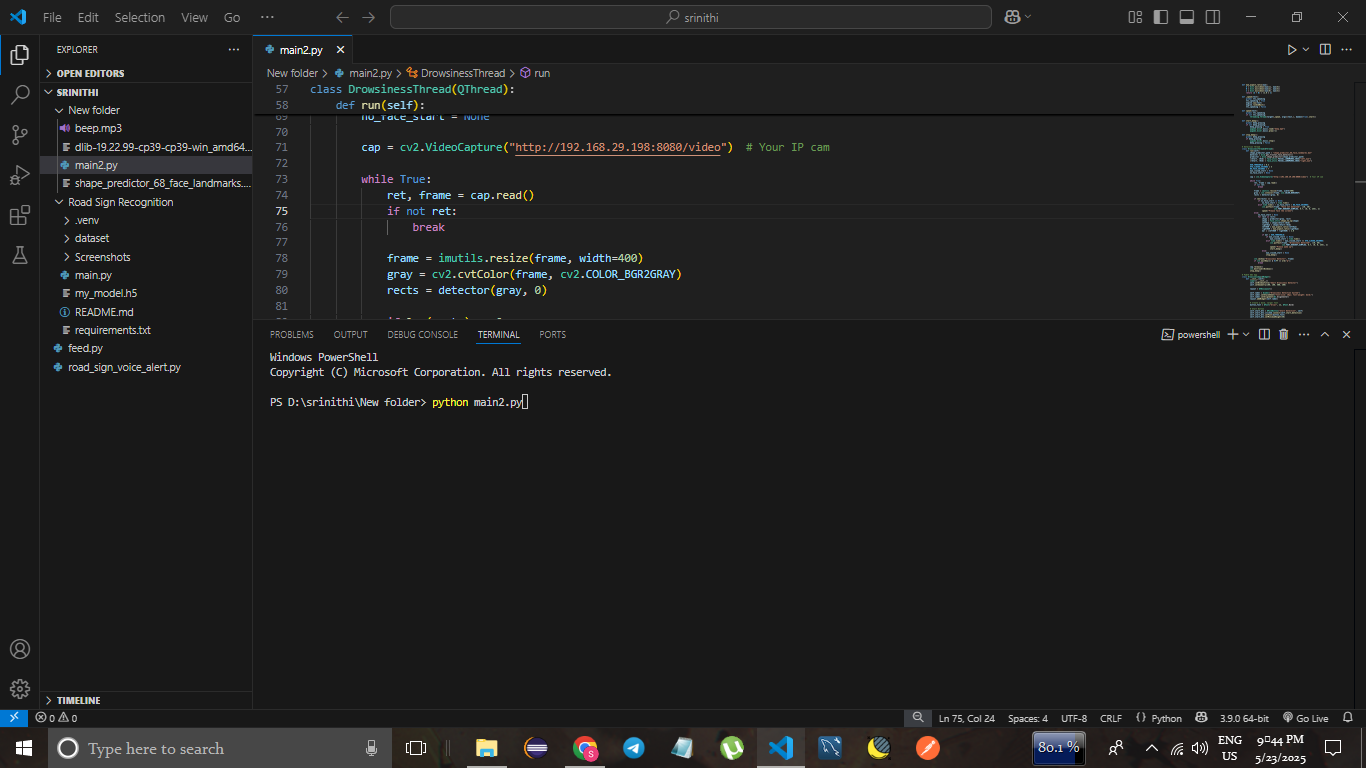 File Edit Selection View Go ··· srinithi
EXPLORER ···
OPEN EDITORS
SRINITHI
New folder
beep.mp3
dlib-19.22.99-cp39-cp39-win_amd64...
main2.py
shape_predictor_68_face_landmarks....
Road Sign Recognition
.venv
dataset
Screenshots
main.py
my_model.h5
README.md
requirements.txt
feed.py
road_sign_voice_alert.py
TIMELINE
main2.py
New folder > main2.py > DrowsinessThread > run
57 class DrowsinessThread(QThread):
58 def run(self):
69 no_face_start = None
70
71 cap = cv2.VideoCapture("http://192.168.29.198:8080/video") # Your IP cam
72
73 while True:
74 ret, frame = cap.read()
75 if not ret:
76 break
77
78 frame = imutils.resize(frame, width=400)
79 gray = cv2.cvtColor(frame, cv2.COLOR_BGR2GRAY)
80 rects = detector(gray, 0)
81
PROBLEMS OUTPUT DEBUG CONSOLE TERMINAL PORTS powershell
Windows PowerShell
Copyright (C) Microsoft Corporation. All rights reserved.
PS D:\srinithi\New folder> python main2.py
0 0 Ln 75, Col 24 Spaces: 4 UTF-8 CRLF {} Python 3.9.0 64-bit Go Live
Type here to search 80.1 % ENG US 9:44 PM 5/23/2025